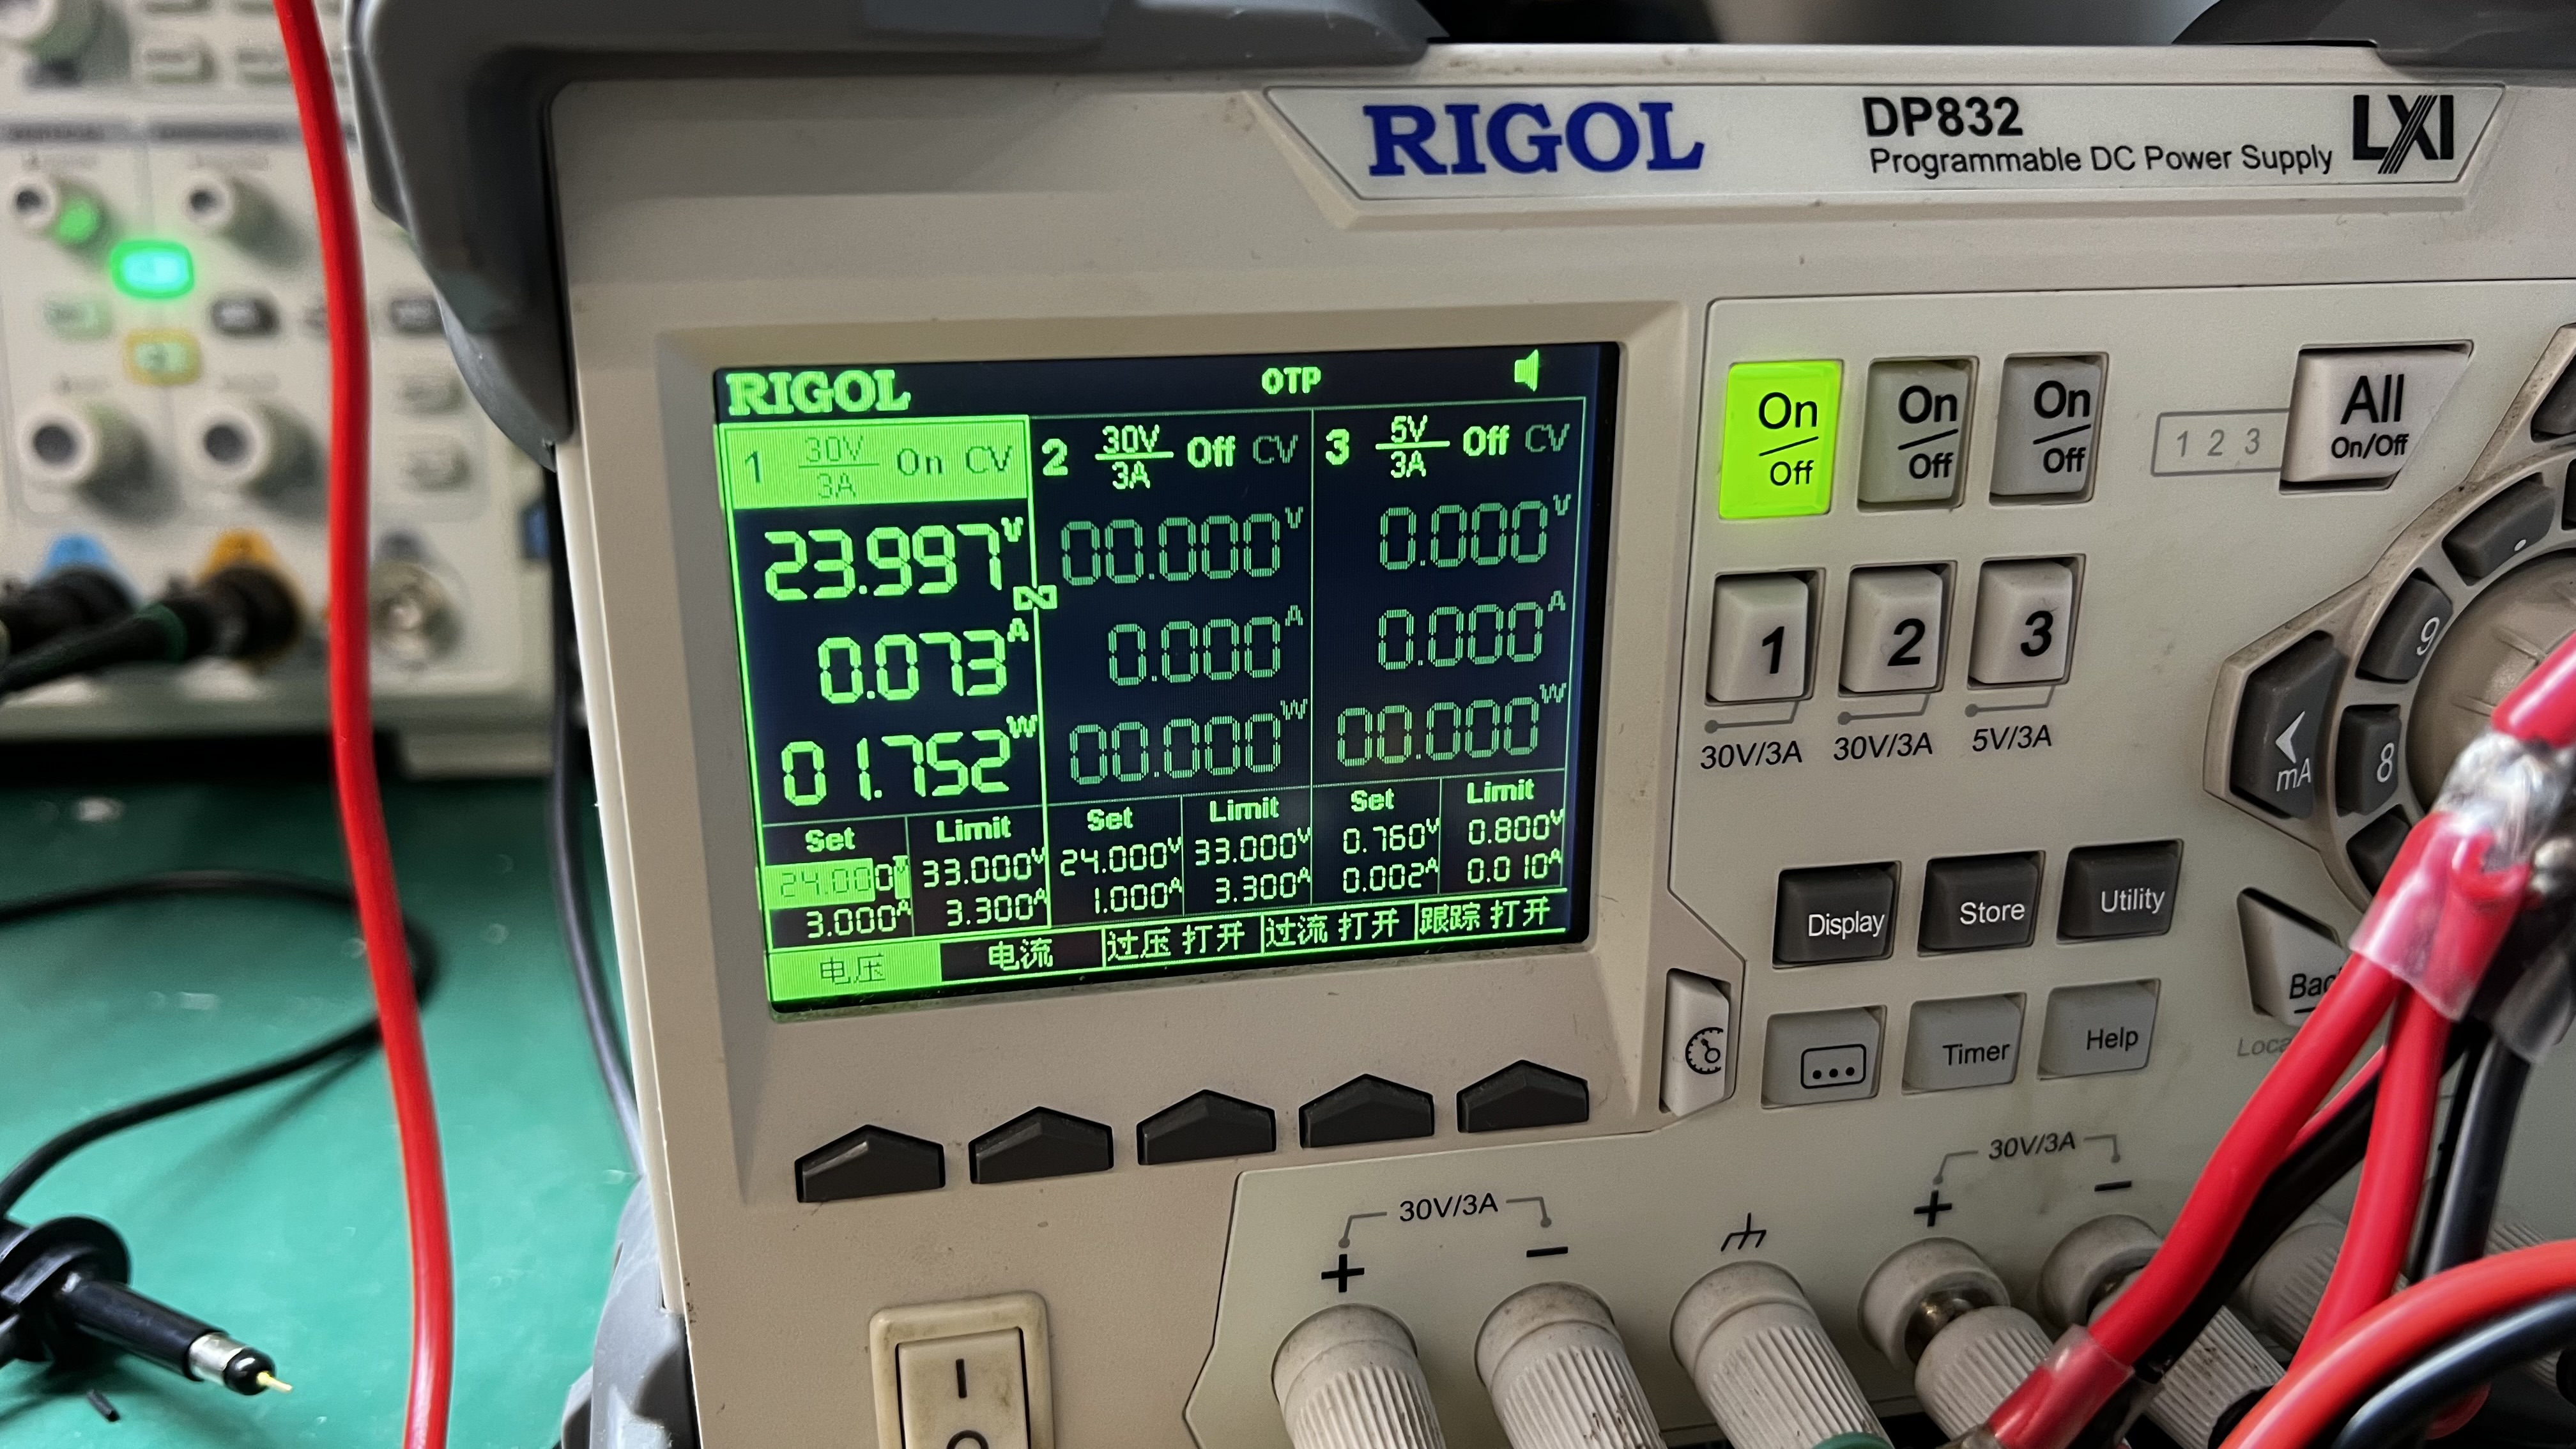 RIGOL
DP832
LXI
Programmable DC Power Supply
RIGOL OTP
1 30V/3A On CV
23.997V
0.073A
01.752W
Set Limit
24.000V 33.000V
3.000A 3.300A
2 30V/3A Off CV
00.000V
0.000A
00.000W
Set Limit
24.000V 33.000V
1.000A 3.300A
3 5V/3A Off CV
0.000V
0.000A
00.000W
Set Limit
0.760V 0.800V
0.002A 0.010A
电压 电流 过压 打开 过流 打开 跟踪 打开
On/Off
On/Off
On/Off
1 2 3
All
On/Off
1 2 3
30V/3A 30V/3A 5V/3A
9
8
mA
Display Store Utility
Timer Help
30V/3A
+ −
30V/3A
+ −